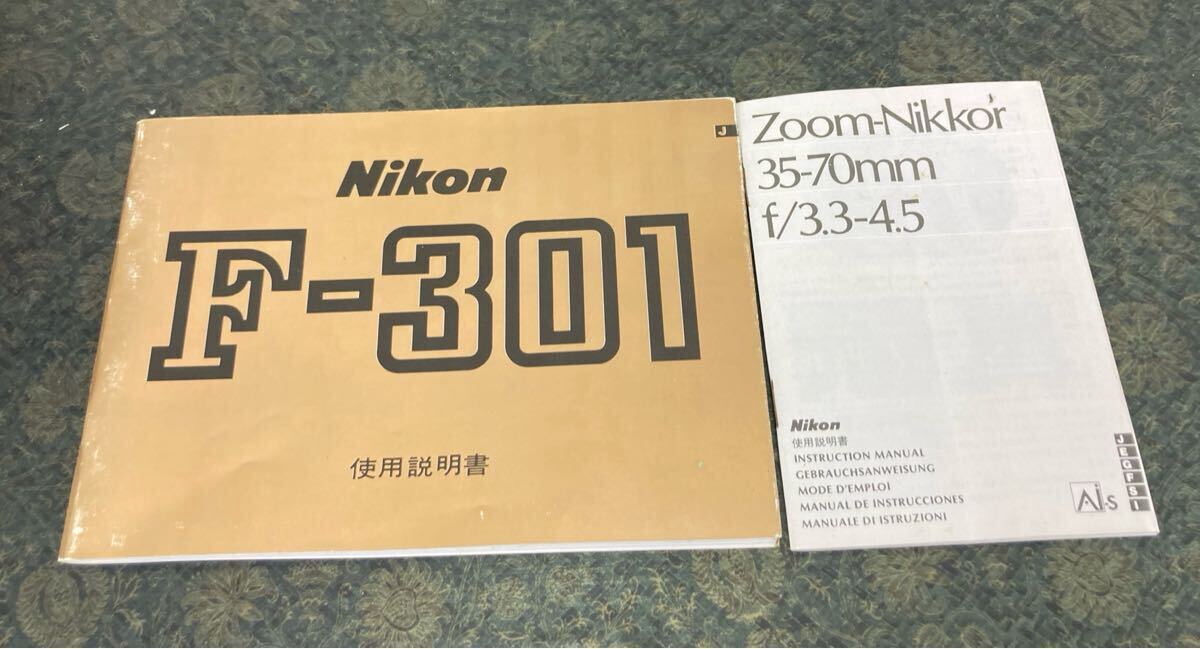 J
Nikon
F-301
使用説明書
Zoom-Nikkor
35-70mm
f/3.3-4.5
Nikon
使用説明書
INSTRUCTION MANUAL
GEBRAUCHSANWEISUNG
MODE D'EMPLOI
MANUAL DE INSTRUCCIONES
MANUALE DI ISTRUZIONI
Ai-s
J
E
G
F
S
I